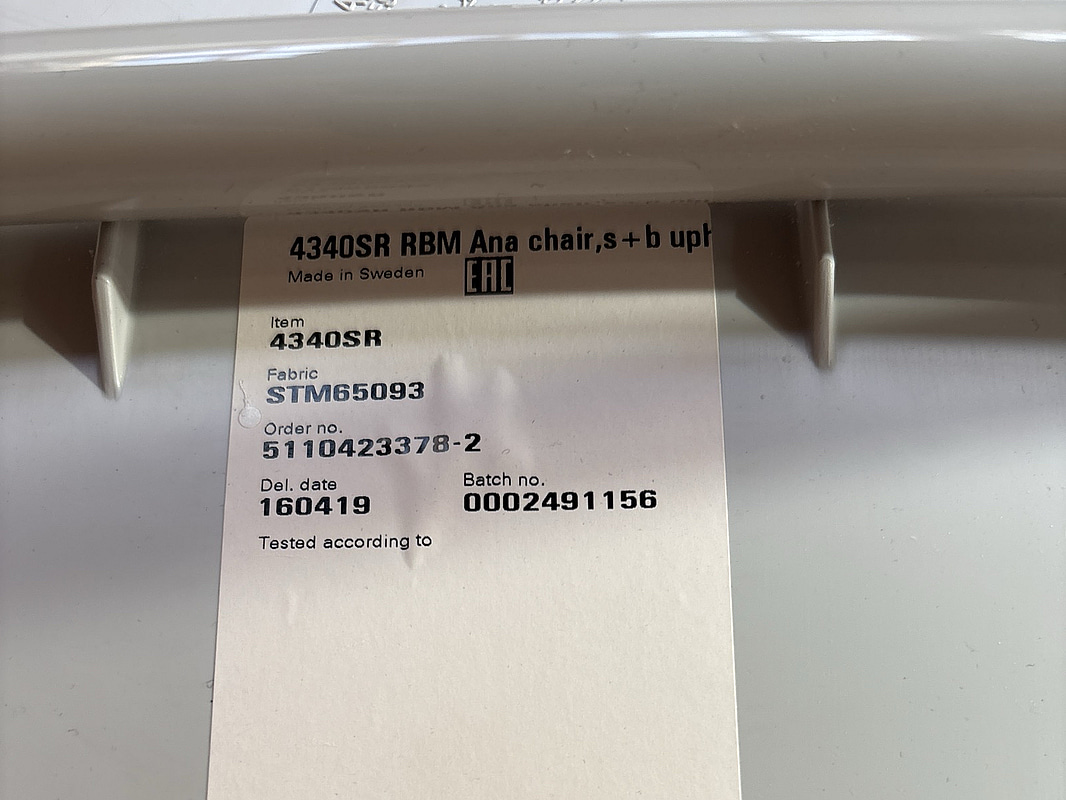 4340SR RBM Ana chair,s+b uph
Made in Sweden
EAC
Item
4340SR
Fabric
STM65093
Order no.
5110423378-2
Del. date
160419
Batch no.
0002491156
Tested according to